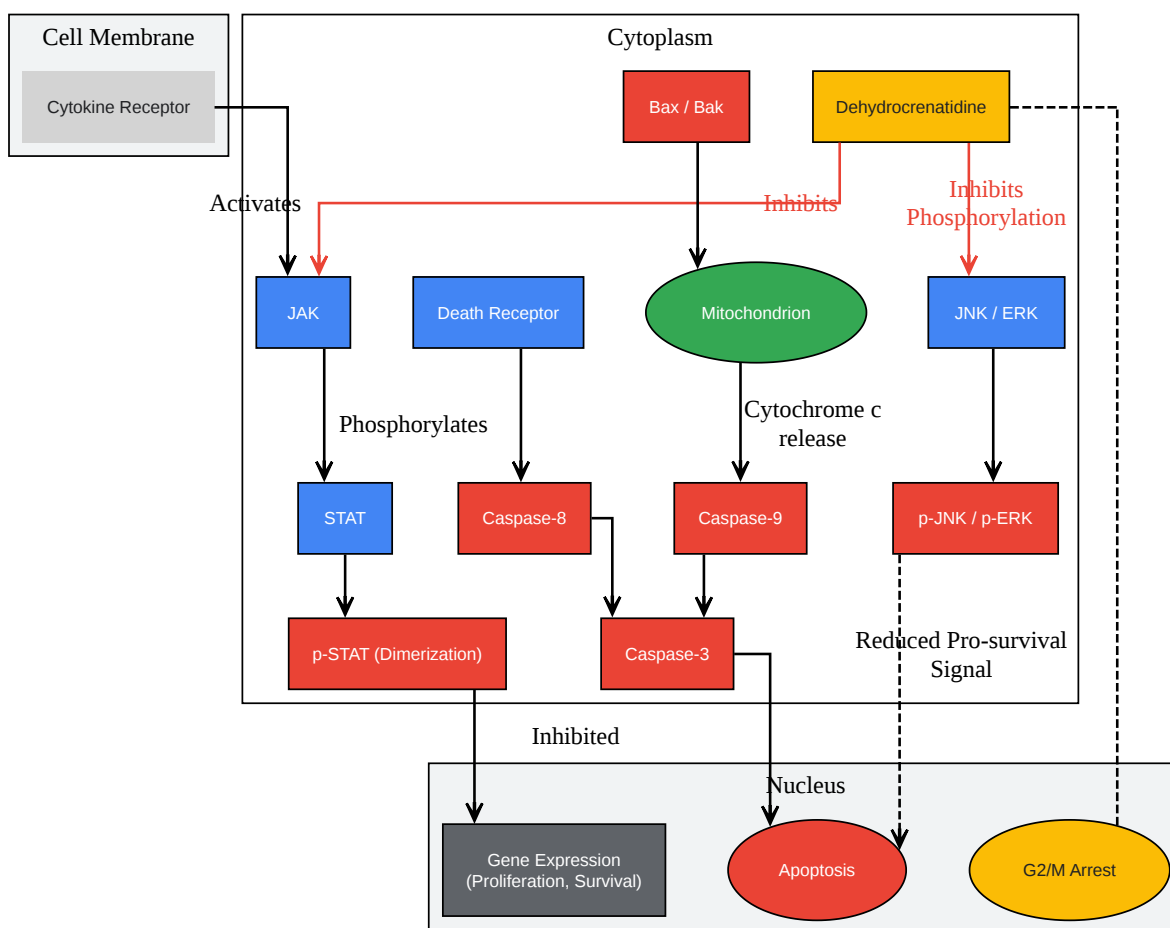 Cell Membrane
Cytoplasm
Cytokine Receptor
Bax / Bak
Dehydrocrenatidine
Activates
Inhibits
Inhibits
Phosphorylation
JAK
Death Receptor
Mitochondrion
JNK / ERK
Phosphorylates
Cytochrome c
release
STAT
Caspase-8
Caspase-9
p-JNK / p-ERK
p-STAT (Dimerization)
Caspase-3
Reduced Pro-survival
Signal
Inhibited
Nucleus
Gene Expression
(Proliferation, Survival)
Apoptosis
G2/M Arrest